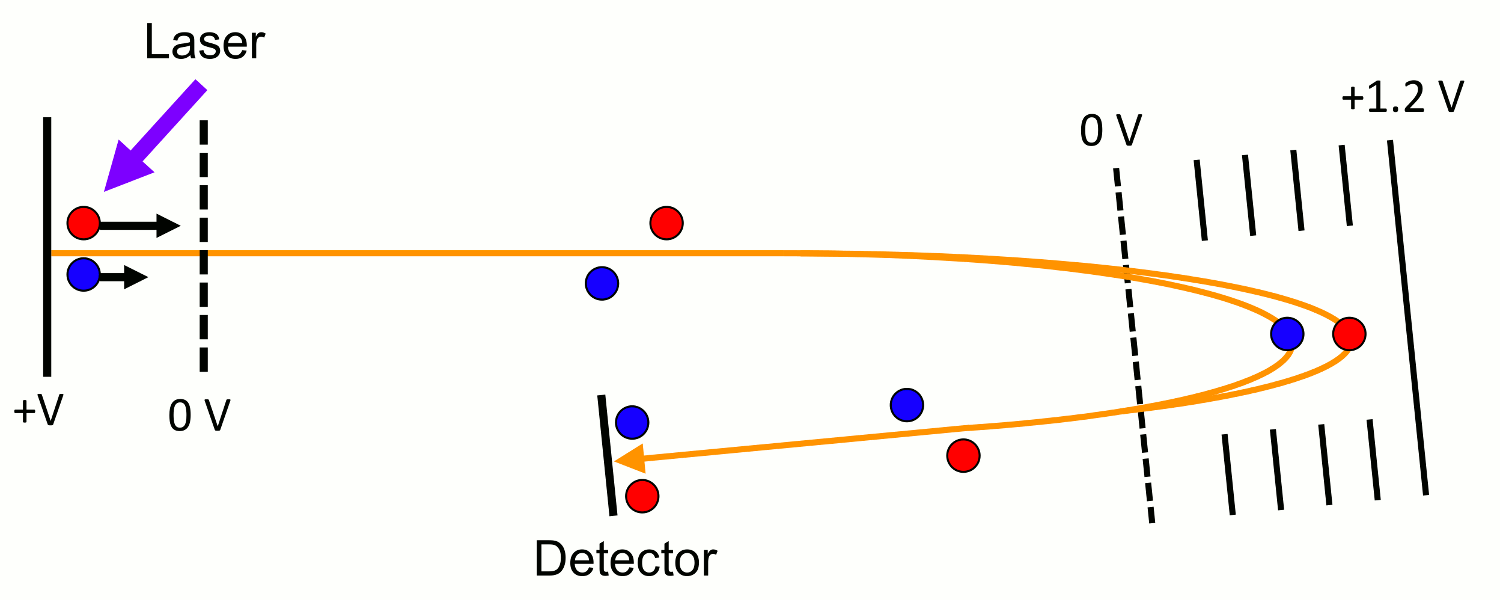 Laser
+1.2 V
0 V
+V
0 V
Detector